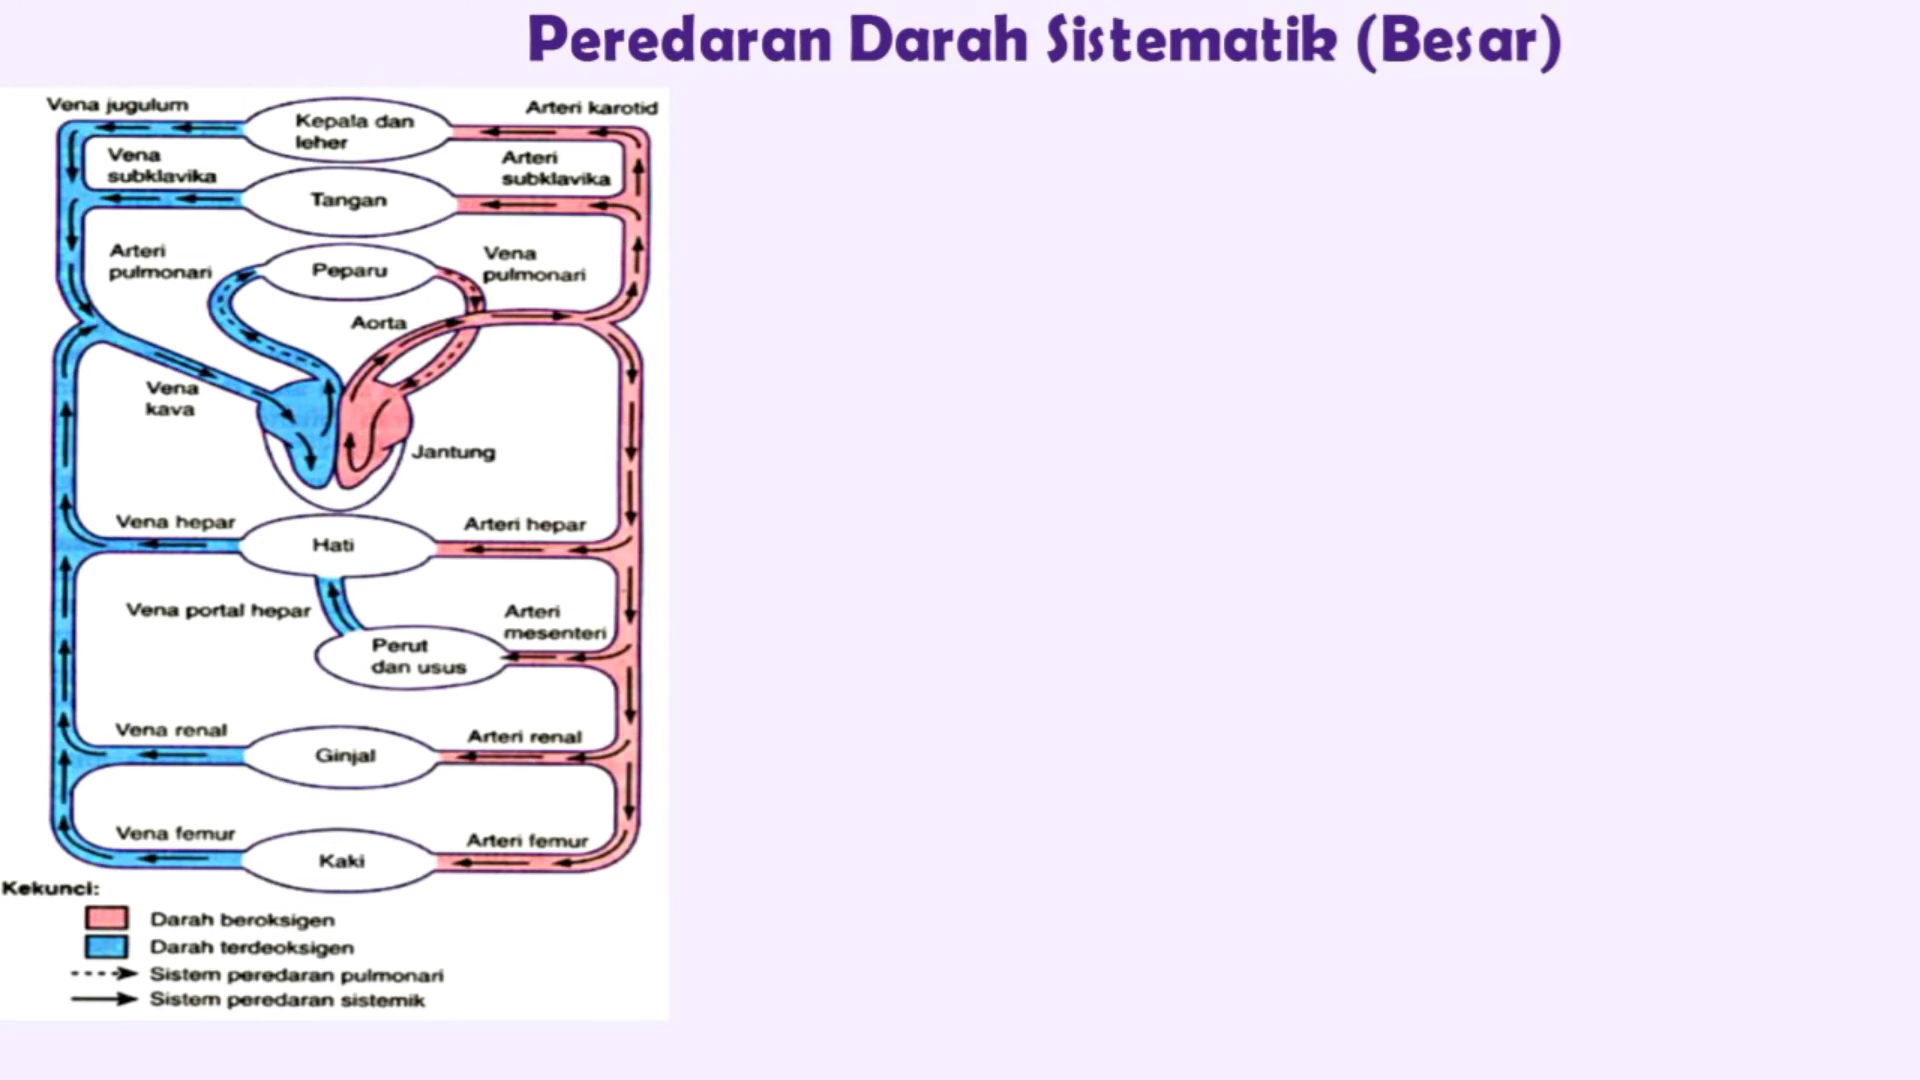 Peredaran Darah Sistematik (Besar)
Vena jugulum
Kepala dan
leher
Arteri karotid
Vena
subklavika
Arteri
subklavika
Tangan
Arteri
pulmonari
Peparu
Vena
pulmonari
Aorta
Vena
kava
Jantung
Vena hepar
Hati
Arteri hepar
Vena portal hepar
Arteri
mesenteri
Perut
dan usus
Vena renal
Ginjal
Arteri renal
Vena femur
Kaki
Arteri femur
Kekunci:
Darah beroksigen
Darah terdeoksigen
Sistem peredaran pulmonari
Sistem peredaran sistemik